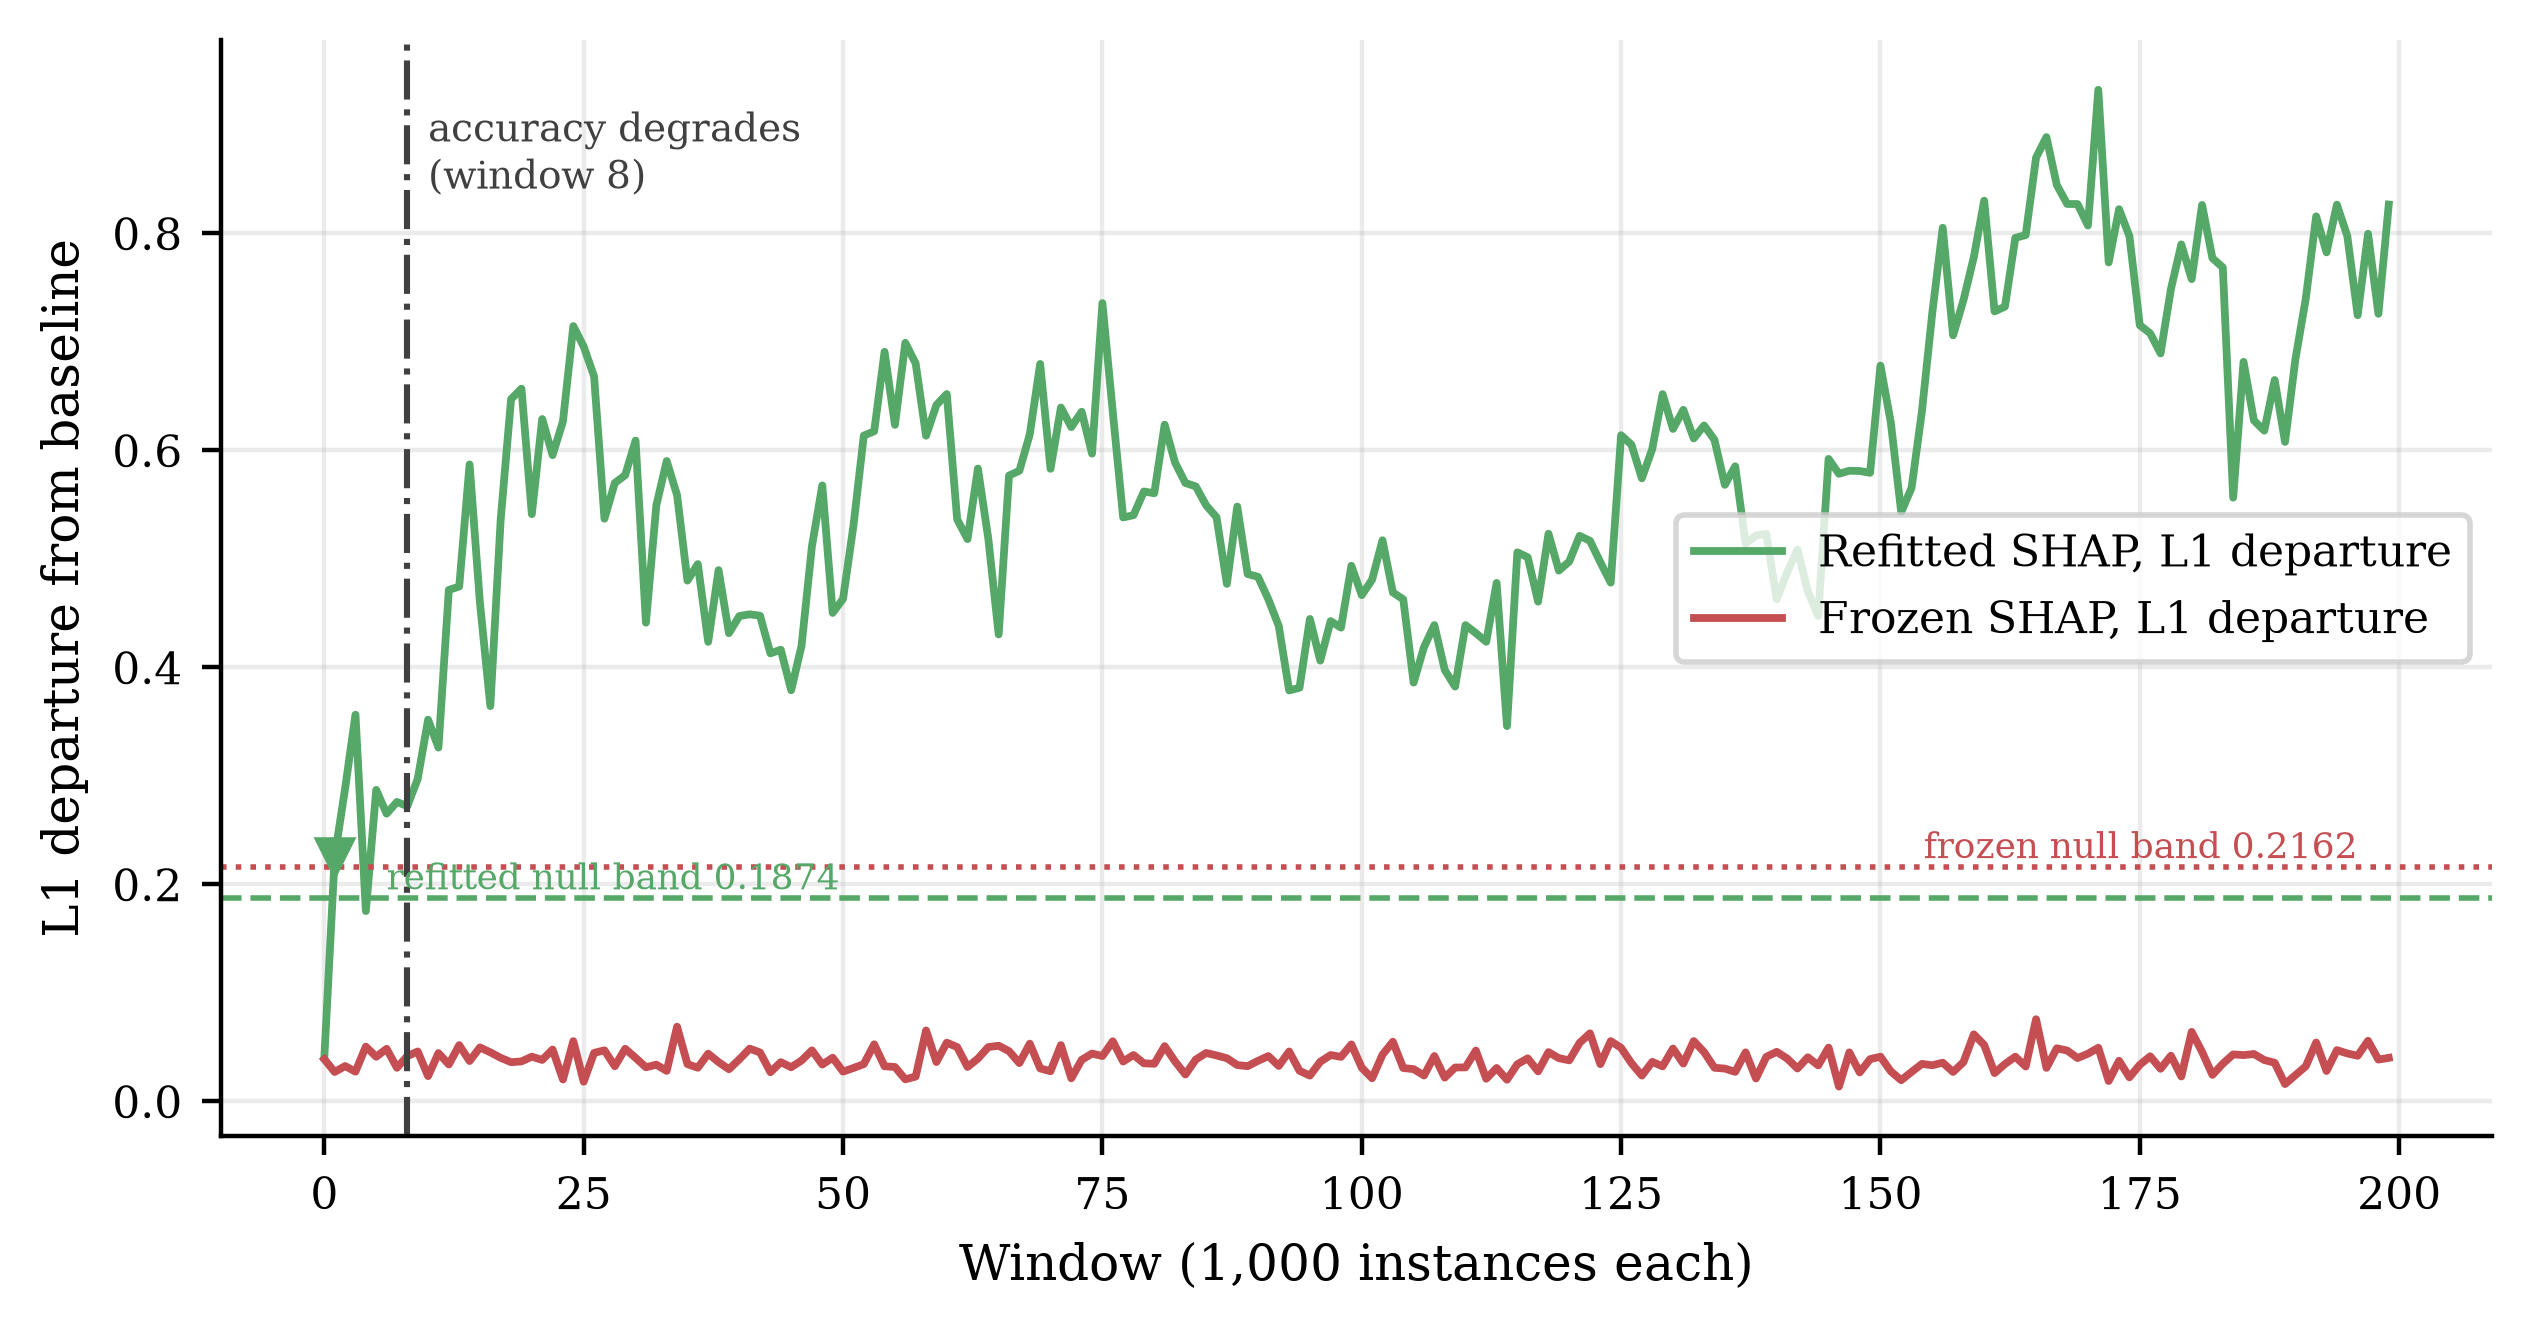 accuracy degrades
(window 8)
L1 departure from baseline
0.8
0.6
0.4
0.2
0.0
Refitted SHAP, L1 departure
Frozen SHAP, L1 departure
frozen null band 0.2162
refitted null band 0.1874
0 25 50 75 100 125 150 175 200
Window (1,000 instances each)